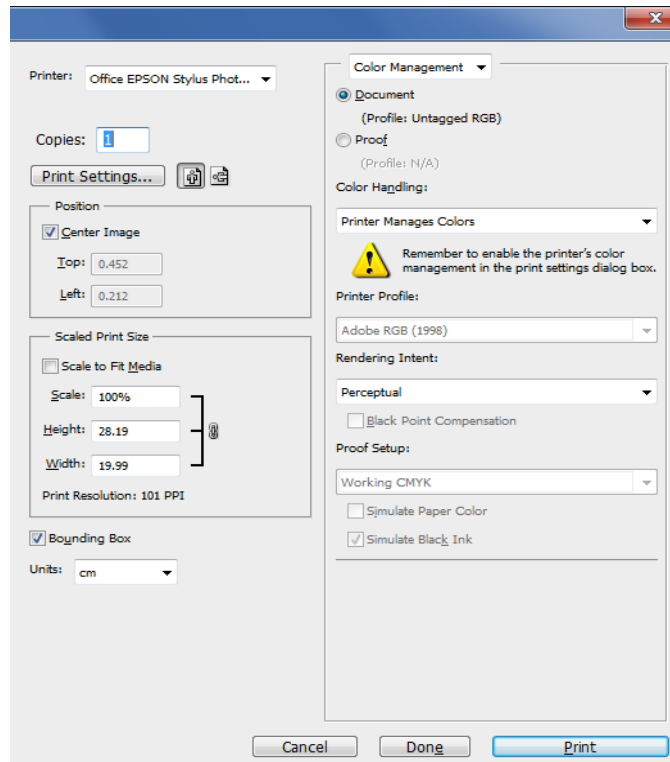 Printer: Office EPSON Stylus Phot...
Copies: 1
Print Settings...
Position
Center Image
Top: 0.452
Left: 0.212
Scaled Print Size
Scale to Fit Media
Scale: 100%
Height: 28.19
Width: 19.99
Print Resolution: 101 PPI
Bounding Box
Units: cm
Color Management
Document
(Profile: Untagged RGB)
Proof
(Profile: N/A)
Color Handling:
Printer Manages Colors
Remember to enable the printer's color
management in the print settings dialog box.
Printer Profile:
Adobe RGB (1998)
Rendering Intent:
Perceptual
Black Point Compensation
Proof Setup:
Working CMYK
Simulate Paper Color
Simulate Black Ink
Cancel
Done
Print